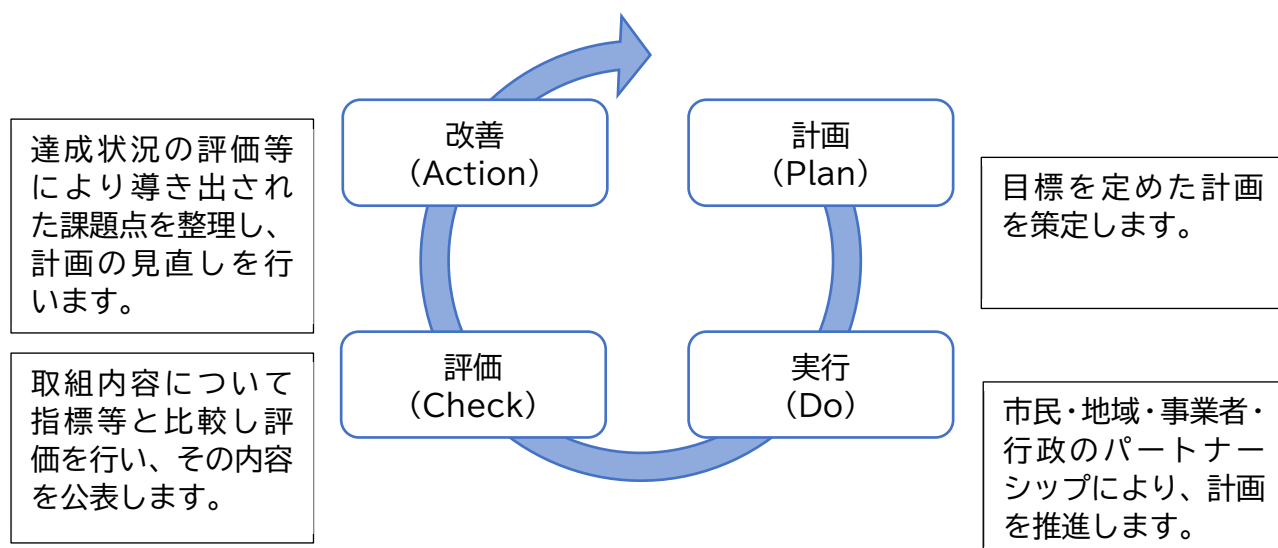 改善
（Action）
計画
（Plan）
達成状況の評価等
により導き出され
た課題点を整理し、
計画の見直しを行
います。
目標を定めた計画
を策定します。
評価
（Check）
実行
（Do）
取組内容について
指標等と比較し評
価を行い、その内容
を公表します。
市民・地域・事業者・
行政のパートナー
シップにより、計画
を推進します。